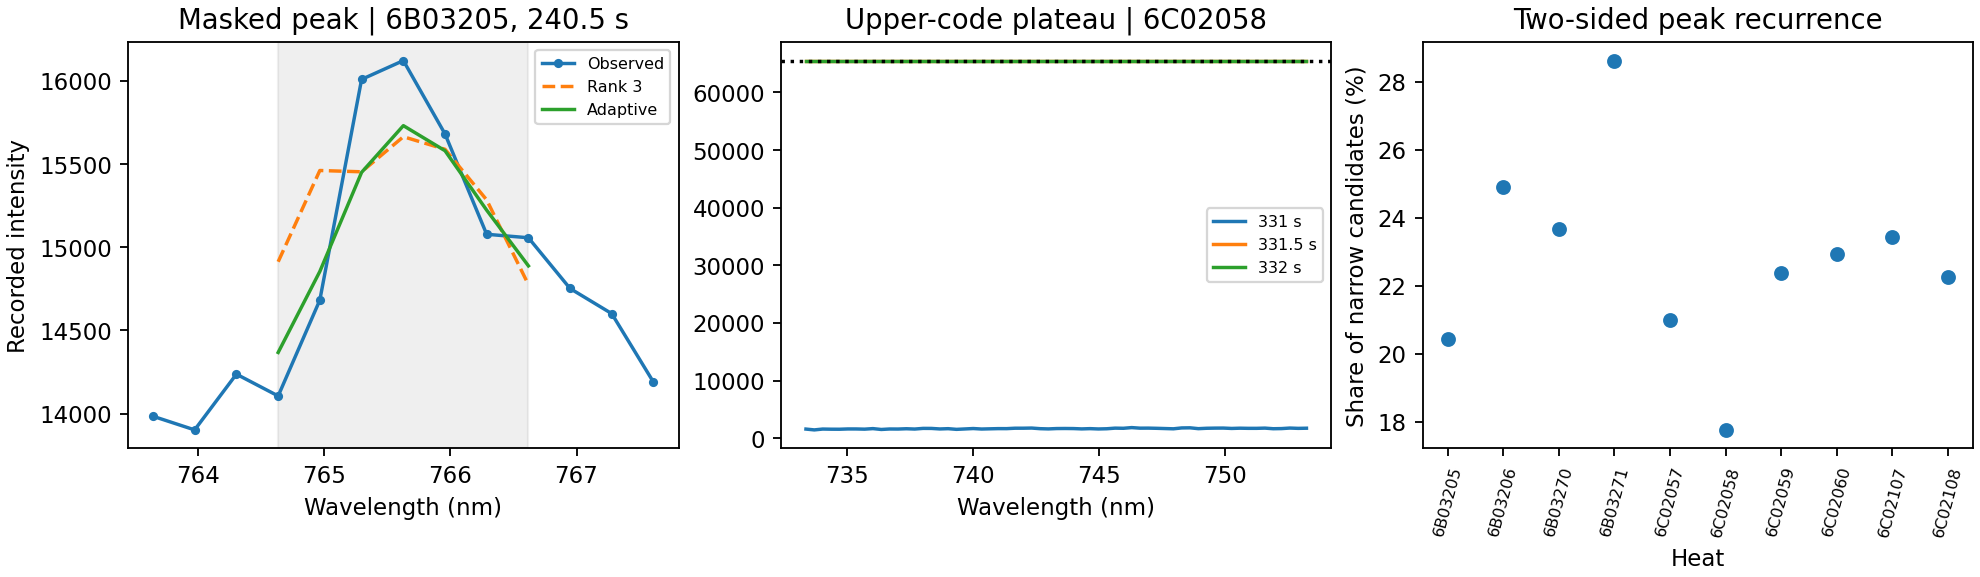 Masked peak | 6B03205, 240.5 s
Recorded intensity
16000
15500
15000
14500
14000
Observed
Rank 3
Adaptive
764
765
766
767
Wavelength (nm)
Upper-code plateau | 6C02058
60000
50000
40000
30000
20000
10000
0
331 s
331.5 s
332 s
735
740
745
750
Wavelength (nm)
Two-sided peak recurrence
Share of narrow candidates (%)
28
26
24
22
20
18
6B03205
6B03206
6B03270
6B03271
6C02057
6C02058
6C02059
6C02060
6C02107
6C02108
Heat